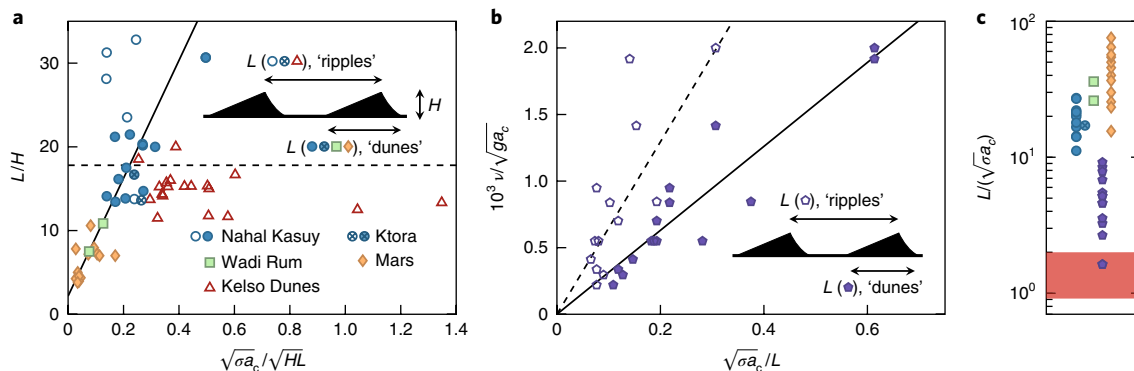 a
35
30
20
10
0
L/H
0
0.2
0.4
0.6
0.8
1.0
1.2
1.4
√σa_c/√HL
L (○⊗△), 'ripples'
H
L (●⊗■◆), 'dunes'
Nahal Kasuy
Ktora
Wadi Rum
Mars
Kelso Dunes
b
2.0
1.5
1.0
0.5
0
10³ ν/√ga_c
0
0.2
0.4
0.6
√σa_c/L
L (⬠), 'ripples'
L (⬟), 'dunes'
c
10²
10¹
10⁰
L/(√σa_c)